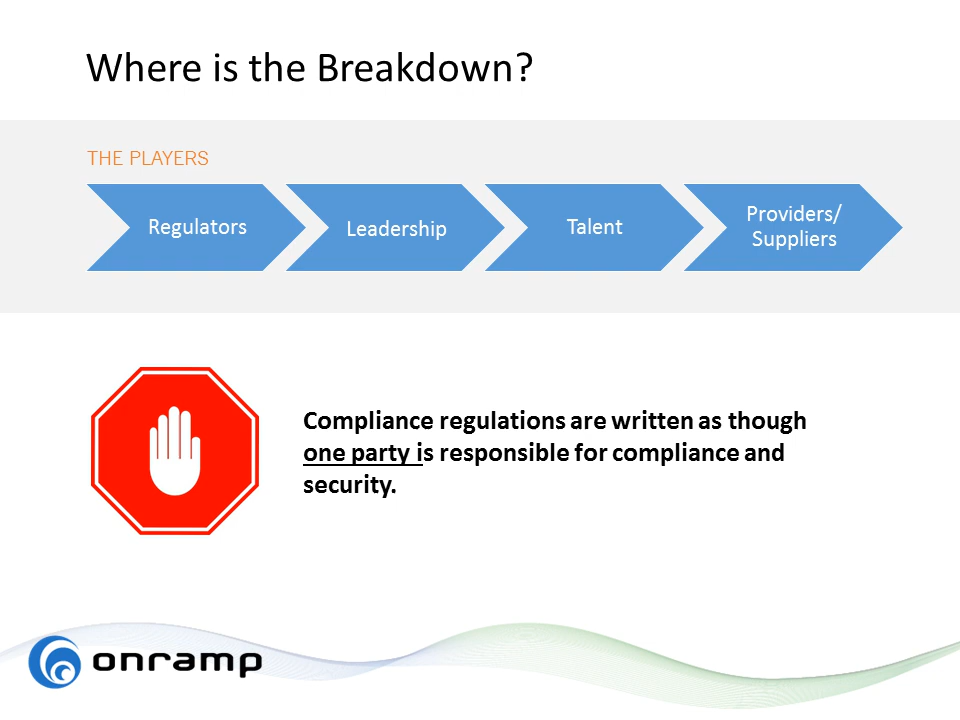 Where is the Breakdown?
THE PLAYERS
Regulators
Leadership
Talent
Providers/
Suppliers
Compliance regulations are written as though
one party is responsible for compliance and
security.
onramp